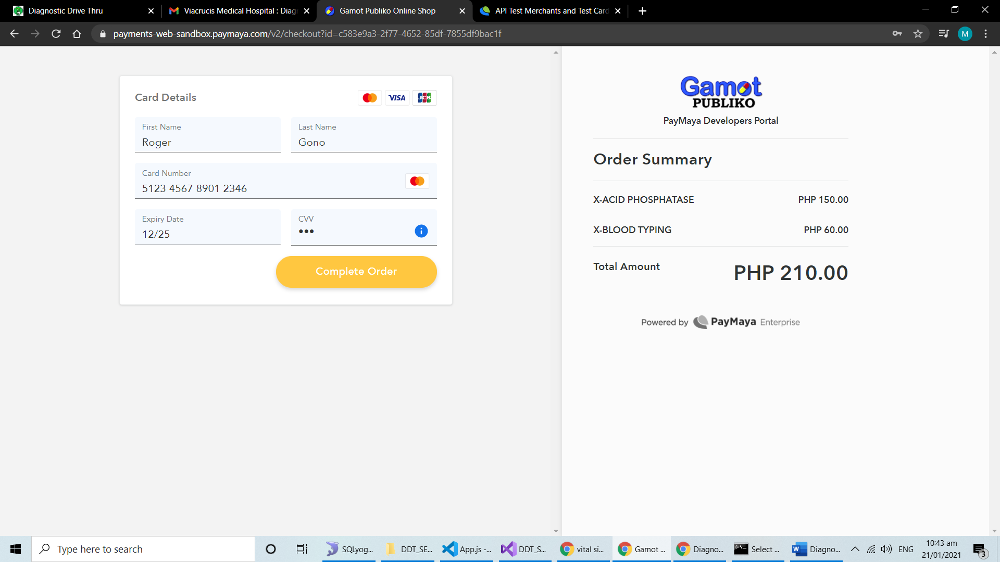 Diagnostic Drive Thru
Viacrucis Medical Hospital : Diagn
Gamot Publiko Online Shop
API Test Merchants and Test Card
payments-web-sandbox.paymaya.com/v2/checkout?id=c583e9a3-2f77-4652-85df-7855df9bac1f
M
Card Details
VISA
JCB
First Name
Roger
Last Name
Gono
Card Number
5123 4567 8901 2346
Expiry Date
12/25
CVV
•••
Complete Order
Gamot
PUBLIKO
PayMaya Developers Portal
Order Summary
X-ACID PHOSPHATASE PHP 150.00
X-BLOOD TYPING PHP 60.00
Total Amount PHP 210.00
Powered by PayMaya Enterprise
Type here to search
SQLyog...
DDT_SE...
App.js -...
DDT_S...
vital si...
Gamot ...
Diagno...
Select ...
Diagno...
ENG
10:43 am
21/01/2021
3